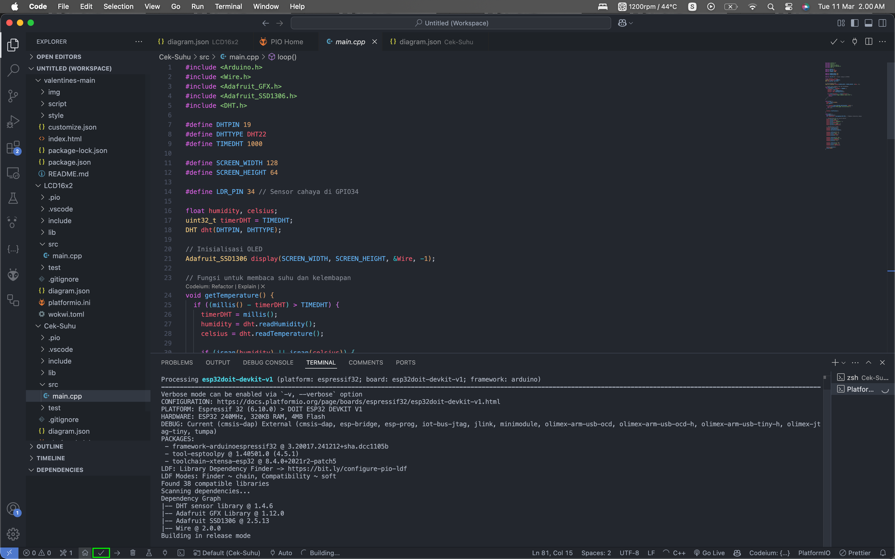 Code File Edit Selection View Go Run Terminal Window Help
1200rpm / 44°C
Tue 11 Mar 2.00 AM
Untitled (Workspace)
EXPLORER
diagram.json LCD16x2
PIO Home
main.cpp
diagram.json Cek-Suhu
Cek-Suhu > src > main.cpp > loop()
OPEN EDITORS
UNTITLED (WORKSPACE)
valentines-main
img
script
style
customize.json
index.html
package-lock.json
package.json
README.md
LCD16x2
.pio
.vscode
include
lib
src
main.cpp
test
.gitignore
diagram.json
platformio.ini
wokwi.toml
Cek-Suhu
.pio
.vscode
include
lib
src
main.cpp
test
.gitignore
diagram.json
OUTLINE
TIMELINE
DEPENDENCIES
2
1
1 #include <Arduino.h>
2 #include <Wire.h>
3 #include <Adafruit_GFX.h>
4 #include <Adafruit_SSD1306.h>
5 #include <DHT.h>
6
7 #define DHTPIN 19
8 #define DHTTYPE DHT22
9 #define TIMEDHT 1000
10
11 #define SCREEN_WIDTH 128
12 #define SCREEN_HEIGHT 64
13
14 #define LDR_PIN 34 // Sensor cahaya di GPIO34
15
16 float humidity, celsius;
17 uint32_t timerDHT = TIMEDHT;
18 DHT dht(DHTPIN, DHTTYPE);
19
20 // Inisialisasi OLED
21 Adafruit_SSD1306 display(SCREEN_WIDTH, SCREEN_HEIGHT, &Wire, -1);
22
23 // Fungsi untuk membaca suhu dan kelembapan
Codeium: Refactor | Explain | ×
24 void getTemperature() {
25 if ((millis() - timerDHT) > TIMEDHT) {
26 timerDHT = millis();
27 humidity = dht.readHumidity();
28 celsius = dht.readTemperature();
29
30 if (isnan(humidity) || isnan(celsius)) {
PROBLEMS OUTPUT DEBUG CONSOLE TERMINAL COMMENTS PORTS
zsh Cek-Su...
Platfor...
Processing esp32doit-devkit-v1 (platform: espressif32; board: esp32doit-devkit-v1; framework: arduino)
Verbose mode can be enabled via `-v, --verbose` option
CONFIGURATION: https://docs.platformio.org/page/boards/espressif32/esp32doit-devkit-v1.html
PLATFORM: Espressif 32 (6.10.0) > DOIT ESP32 DEVKIT V1
HARDWARE: ESP32 240MHz, 320KB RAM, 4MB Flash
DEBUG: Current (cmsis-dap) External (cmsis-dap, esp-bridge, esp-prog, iot-bus-jtag, jlink, minimodule, olimex-arm-usb-ocd, olimex-arm-usb-ocd-h, olimex-arm-usb-tiny-h, olimex-jt
ag-tiny, tumpa)
PACKAGES:
- framework-arduinoespressif32 @ 3.20017.241212+sha.dcc1105b
- tool-esptoolpy @ 1.40501.0 (4.5.1)
- toolchain-xtensa-esp32 @ 8.4.0+2021r2-patch5
LDF: Library Dependency Finder -> https://bit.ly/configure-pio-ldf
LDF Modes: Finder ~ chain, Compatibility ~ soft
Found 38 compatible libraries
Scanning dependencies...
Dependency Graph
|-- DHT sensor library @ 1.4.6
|-- Adafruit GFX Library @ 1.12.0
|-- Adafruit SSD1306 @ 2.5.13
|-- Wire @ 2.0.0
Building in release mode
0 0 1 Default (Cek-Suhu) Auto Building... Ln 81, Col 15 Spaces: 2 UTF-8 LF C++ Go Live Codeium: {...} PlatformIO Prettier